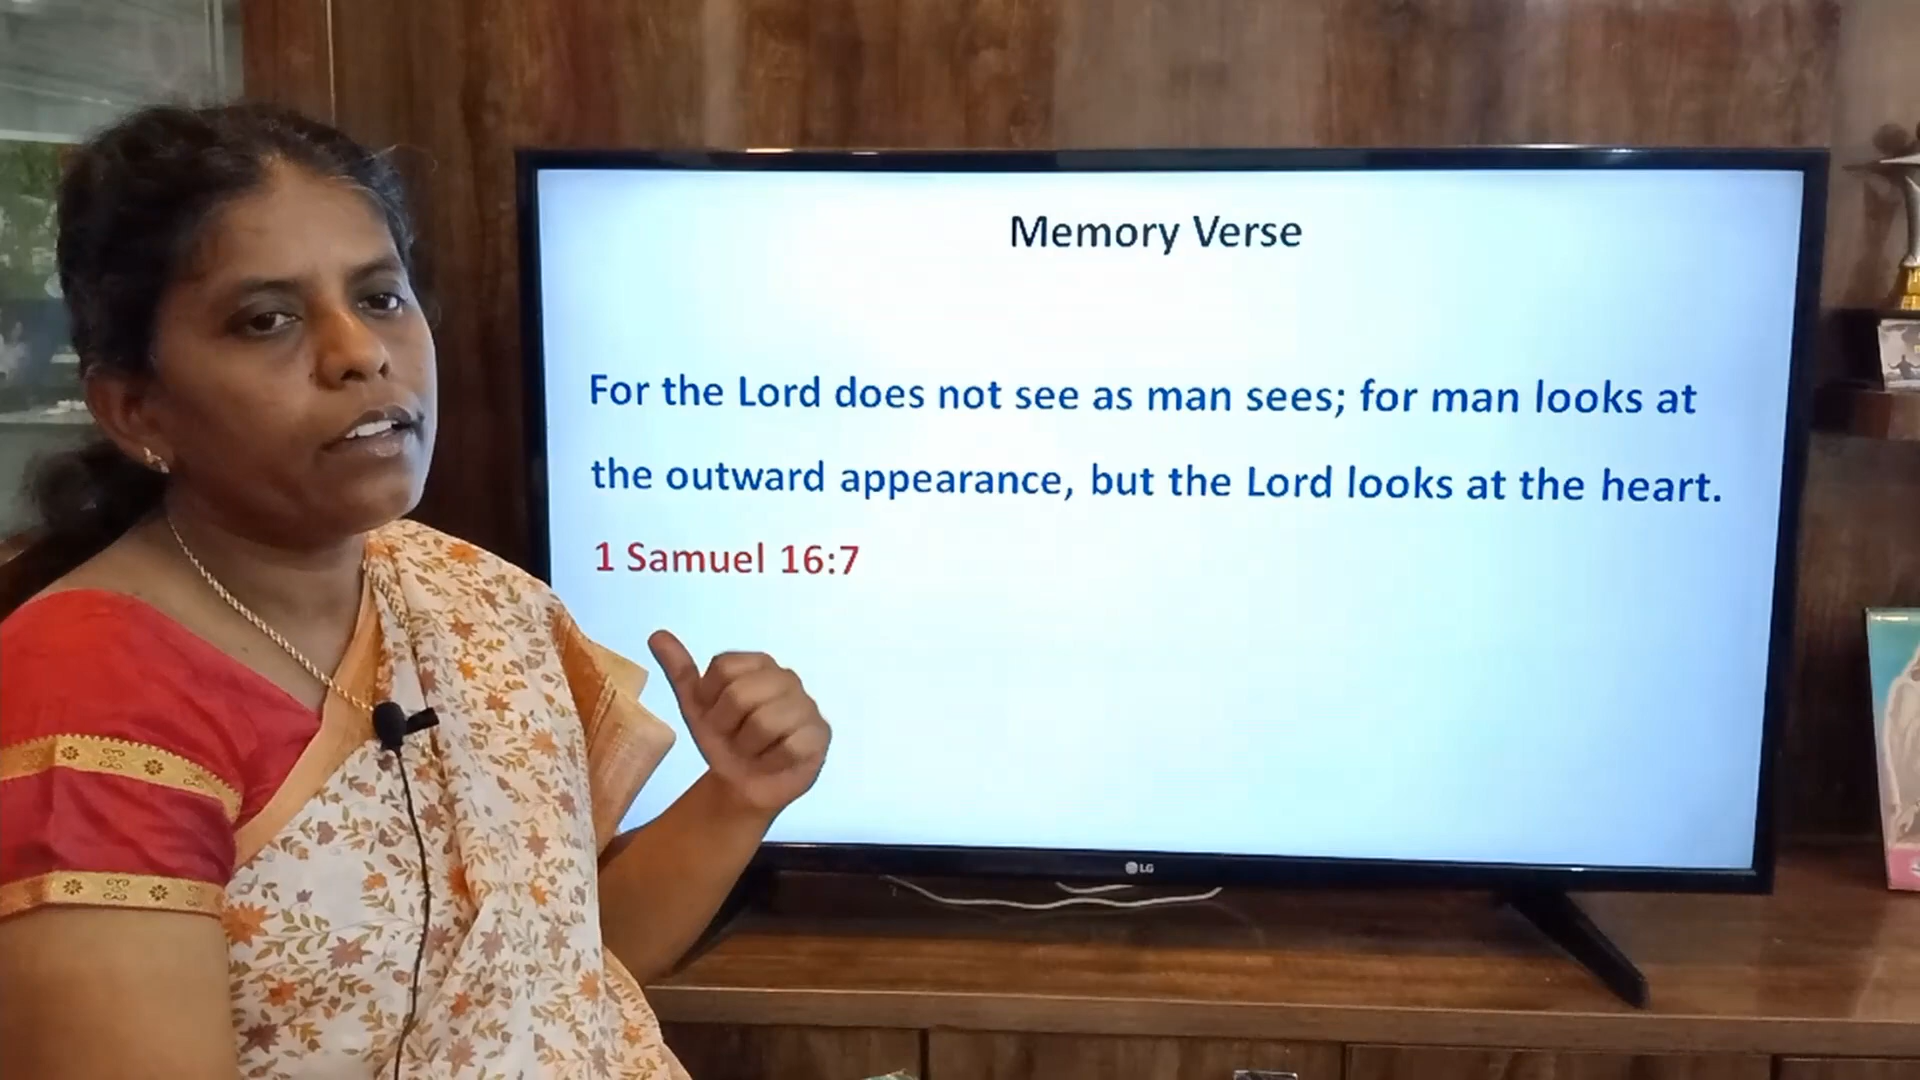 Memory Verse
For the Lord does not see as man sees; for man looks at
the outward appearance, but the Lord looks at the heart.
1 Samuel 16:7
LG